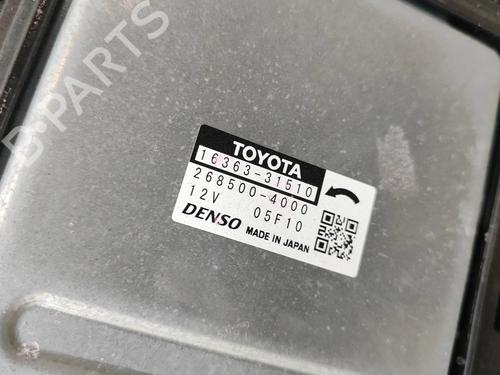 B-PARTS
TOYOTA
16363-31510
268500-4000
12V 05F10
DENSO MADE IN JAPAN